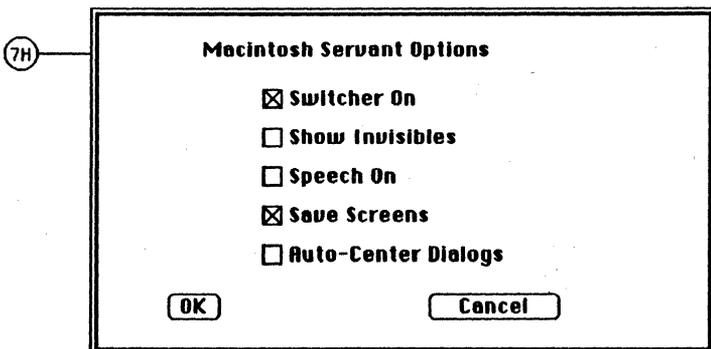 7H
Macintosh Servant Options
Switcher On
Show Invisibles
Speech On
Save Screens
Auto-Center Dialogs
OK Cancel